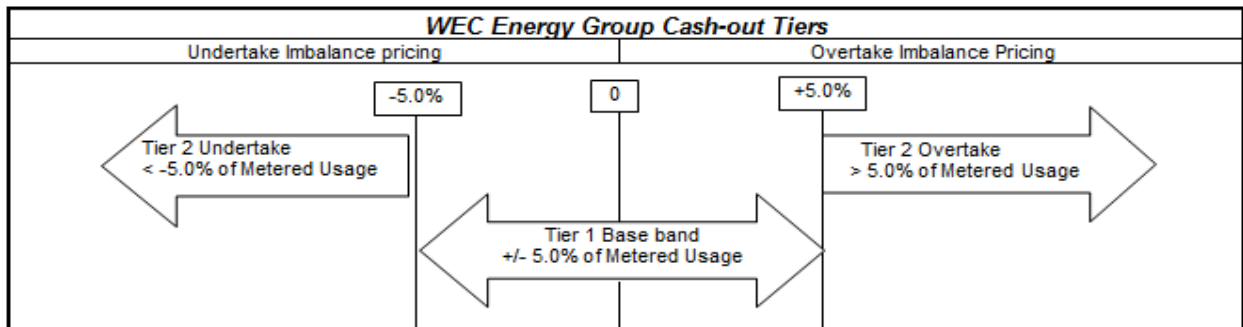 WEC Energy Group Cash-out Tiers
Undertake Imbalance pricing
Overtake Imbalance Pricing
-5.0%
0
+5.0%
Tier 2 Undertake
< -5.0% of Metered Usage
Tier 2 Overtake
> 5.0% of Metered Usage
Tier 1 Base band
+/- 5.0% of Metered Usage